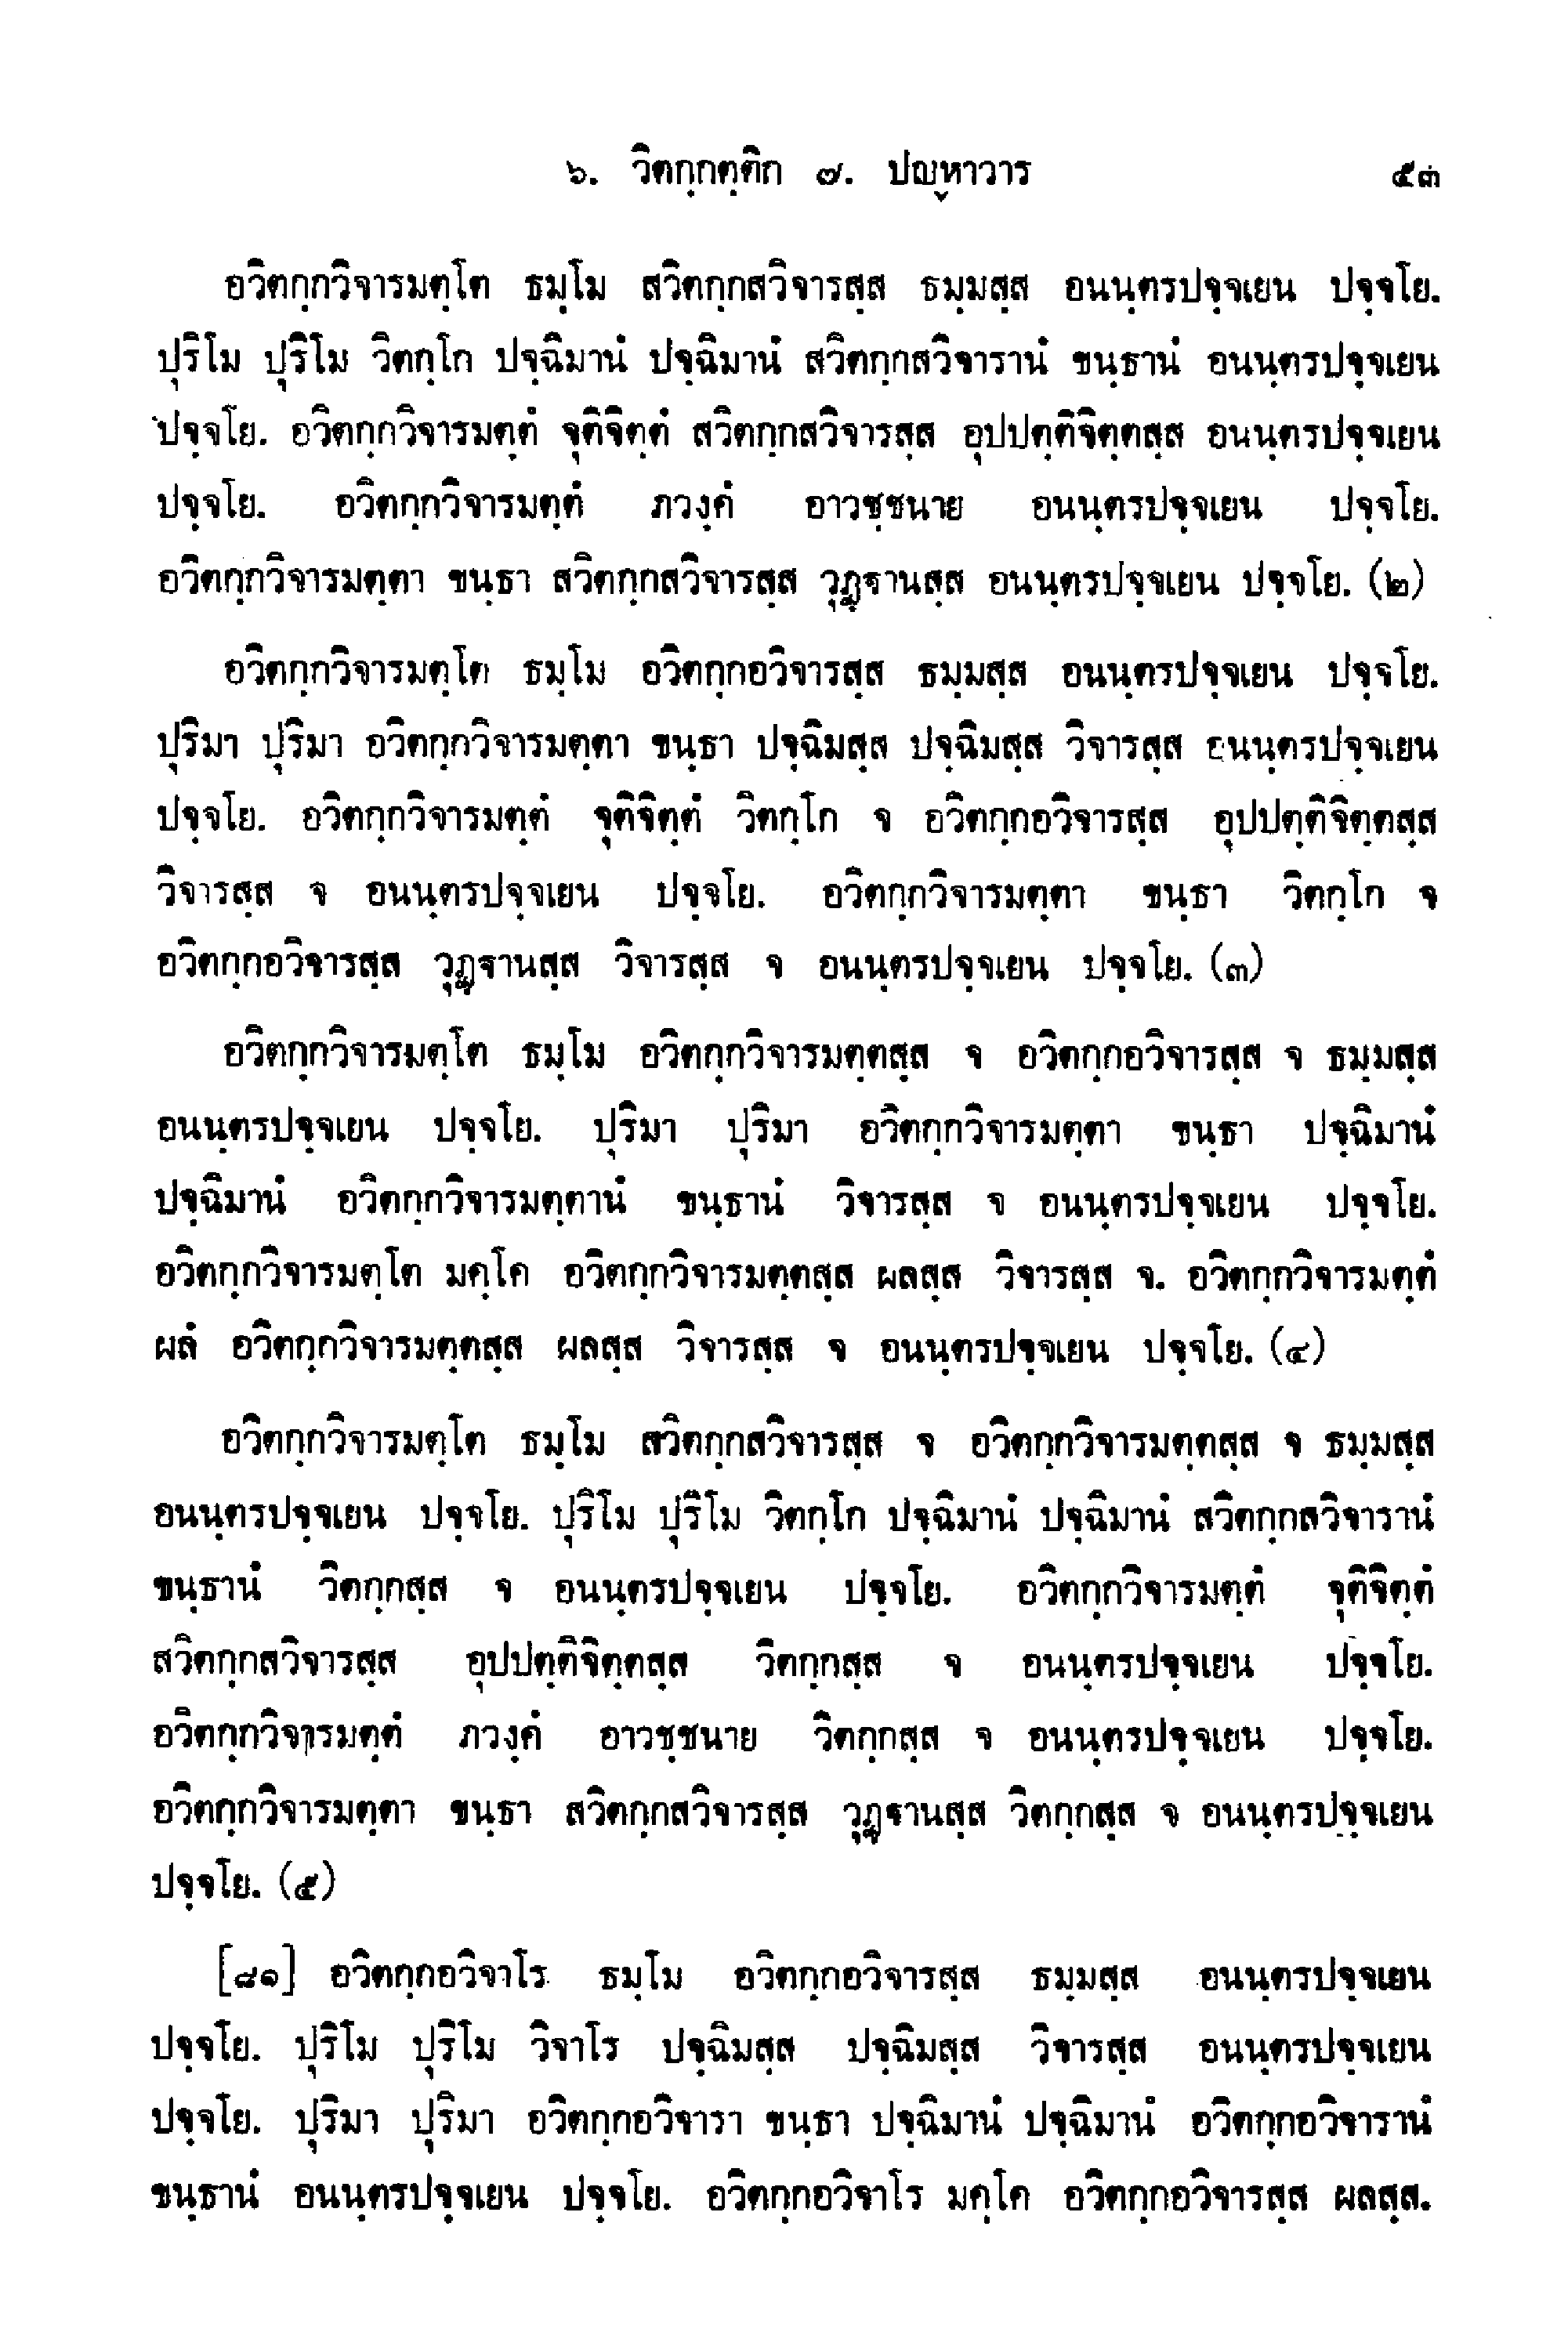 ๖. วิตกฺกตฺติก ๗. ปญฺหาวาร ๕๓
อวิตกฺกวิจารมตฺโต ธมฺโม สวิตกฺกสวิจารสฺส ธมฺมสฺส อนนฺตรปจฺจเยน ปจฺจโย.
ปุริโม ปุริโม วิตกฺโก ปจฺฉิมานํ ปจฺฉิมานํ สวิตกฺกสวิจารานํ ขนฺธานํ อนนฺตรปจฺจเยน
ปจฺจโย. อวิตกฺกวิจารมตฺตํ จุติจิตฺตํ สวิตกฺกสวิจารสฺส อุปปตฺติจิตฺตสฺส อนนฺตรปจฺจเยน
ปจฺจโย. อวิตกฺกวิจารมตฺตํ ภวงฺคํ อาวชฺชนาย อนนฺตรปจฺจเยน ปจฺจโย.
อวิตกฺกวิจารมตฺตา ขนฺธา สวิตกฺกสวิจารสฺส วุฏฺฐานสฺส อนนฺตรปจฺจเยน ปจฺจโย. (๒)
อวิตกฺกวิจารมตฺโต ธมฺโม อวิตกฺกอวิจารสฺส ธมฺมสฺส อนนฺตรปจฺจเยน ปจฺจโย.
ปุริมา ปุริมา อวิตกฺกวิจารมตฺตา ขนฺธา ปจฺฉิมสฺส ปจฺฉิมสฺส วิจารสฺส อนนฺตรปจฺจเยน
ปจฺจโย. อวิตกฺกวิจารมตฺตํ จุติจิตฺตํ วิตกฺโก จ อวิตกฺกอวิจารสฺส อุปปตฺติจิตฺตสฺส
วิจารสฺส จ อนนฺตรปจฺจเยน ปจฺจโย. อวิตกฺกวิจารมตฺตา ขนฺธา วิตกฺโก จ
อวิตกฺกอวิจารสฺส วุฏฺฐานสฺส วิจารสฺส จ อนนฺตรปจฺจเยน ปจฺจโย. (๓)
อวิตกฺกวิจารมตฺโต ธมฺโม อวิตกฺกวิจารมตฺตสฺส จ อวิตกฺกอวิจารสฺส จ ธมฺมสฺส
อนนฺตรปจฺจเยน ปจฺจโย. ปุริมา ปุริมา อวิตกฺกวิจารมตฺตา ขนฺธา ปจฺฉิมานํ
ปจฺฉิมานํ อวิตกฺกวิจารมตฺตานํ ขนฺธานํ วิจารสฺส จ อนนฺตรปจฺจเยน ปจฺจโย.
อวิตกฺกวิจารมตฺโต มคฺโค อวิตกฺกวิจารมตฺตสฺส ผลสฺส วิจารสฺส จ. อวิตกฺกวิจารมตฺตํ
ผลํ อวิตกฺกวิจารมตฺตสฺส ผลสฺส วิจารสฺส จ อนนฺตรปจฺจเยน ปจฺจโย. (๔)
อวิตกฺกวิจารมตฺโต ธมฺโม สวิตกฺกสวิจารสฺส จ อวิตกฺกวิจารมตฺตสฺส จ ธมฺมสฺส
อนนฺตรปจฺจเยน ปจฺจโย. ปุริโม ปุริโม วิตกฺโก ปจฺฉิมานํ ปจฺฉิมานํ สวิตกฺกสวิจารานํ
ขนฺธานํ วิตกฺกสฺส จ อนนฺตรปจฺจเยน ปจฺจโย. อวิตกฺกวิจารมตฺตํ จุติจิตฺตํ
สวิตกฺกสวิจารสฺส อุปปตฺติจิตฺตสฺส วิตกฺกสฺส จ อนนฺตรปจฺจเยน ปจฺจโย.
อวิตกฺกวิจารมตฺตํ ภวงฺคํ อาวชฺชนาย วิตกฺกสฺส จ อนนฺตรปจฺจเยน ปจฺจโย.
อวิตกฺกวิจารมตฺตา ขนฺธา สวิตกฺกสวิจารสฺส วุฏฺฐานสฺส วิตกฺกสฺส จ อนนฺตรปจฺจเยน
ปจฺจโย. (๕)
[๘๑] อวิตกฺกอวิจาโร ธมฺโม อวิตกฺกอวิจารสฺส ธมฺมสฺส อนนฺตรปจฺจเยน
ปจฺจโย. ปุริโม ปุริโม วิจาโร ปจฺฉิมสฺส ปจฺฉิมสฺส วิจารสฺส อนนฺตรปจฺจเยน
ปจฺจโย. ปุริมา ปุริมา อวิตกฺกอวิจารา ขนฺธา ปจฺฉิมานํ ปจฺฉิมานํ อวิตกฺกอวิจารานํ
ขนฺธานํ อนนฺตรปจฺจเยน ปจฺจโย. อวิตกฺกอวิจาโร มคฺโค อวิตกฺกอวิจารสฺส ผลสฺส.